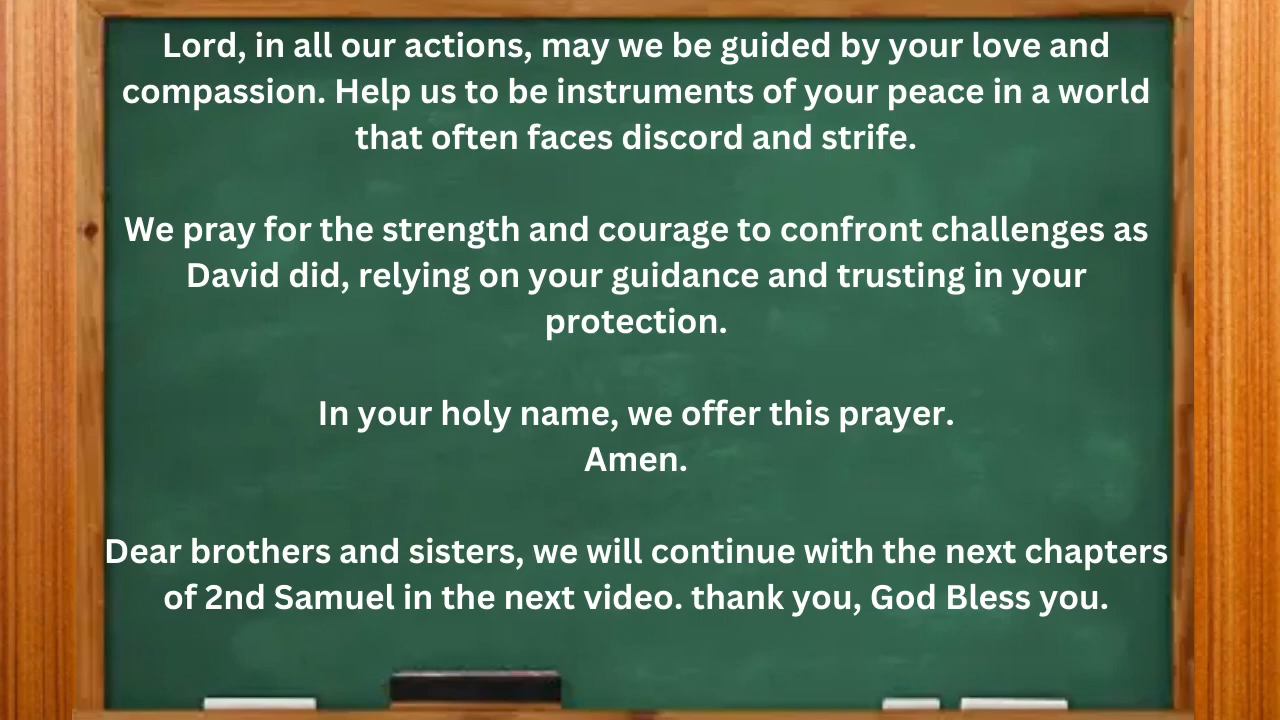 Lord, in all our actions, may we be guided by your love and
compassion. Help us to be instruments of your peace in a world
that often faces discord and strife.
We pray for the strength and courage to confront challenges as
David did, relying on your guidance and trusting in your
protection.
In your holy name, we offer this prayer.
Amen.
Dear brothers and sisters, we will continue with the next chapters
of 2nd Samuel in the next video. thank you, God Bless you.